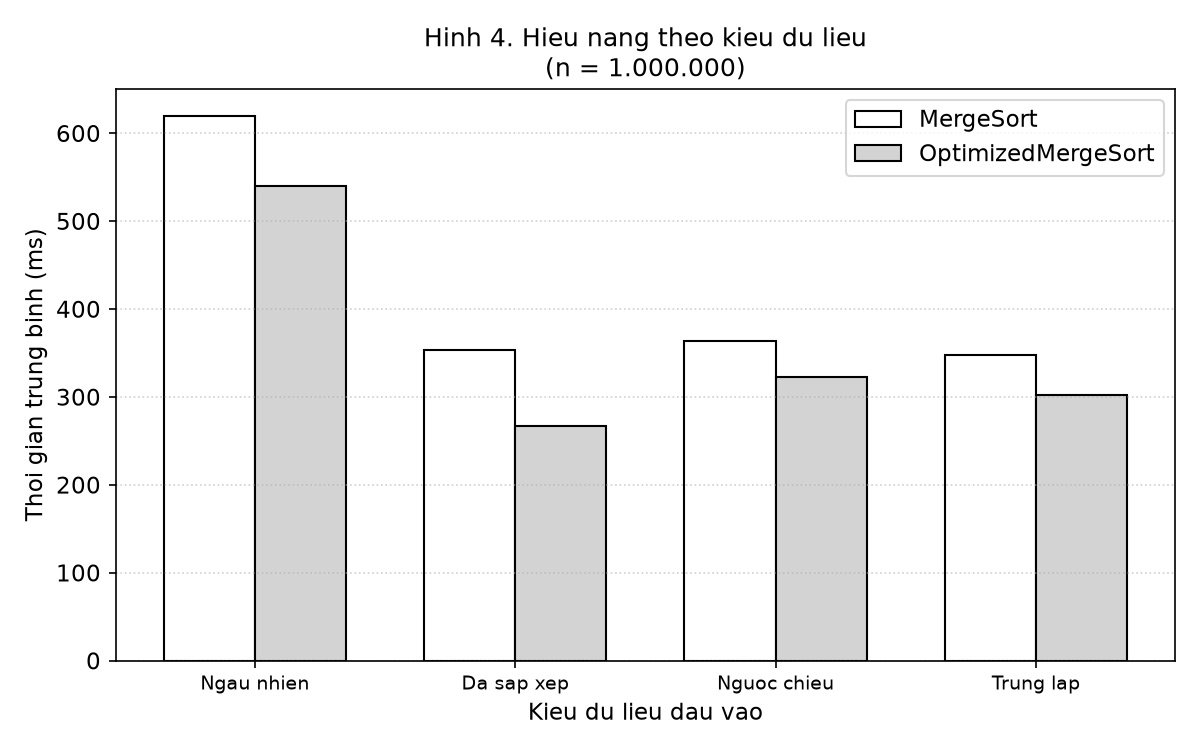 Hinh 4. Hieu nang theo kieu du lieu
(n = 1.000.000)
MergeSort
OptimizedMergeSort
Thoi gian trung binh (ms)
600
500
400
300
200
100
0
Ngau nhien
Da sap xep
Nguoc chieu
Trung lap
Kieu du lieu dau vao